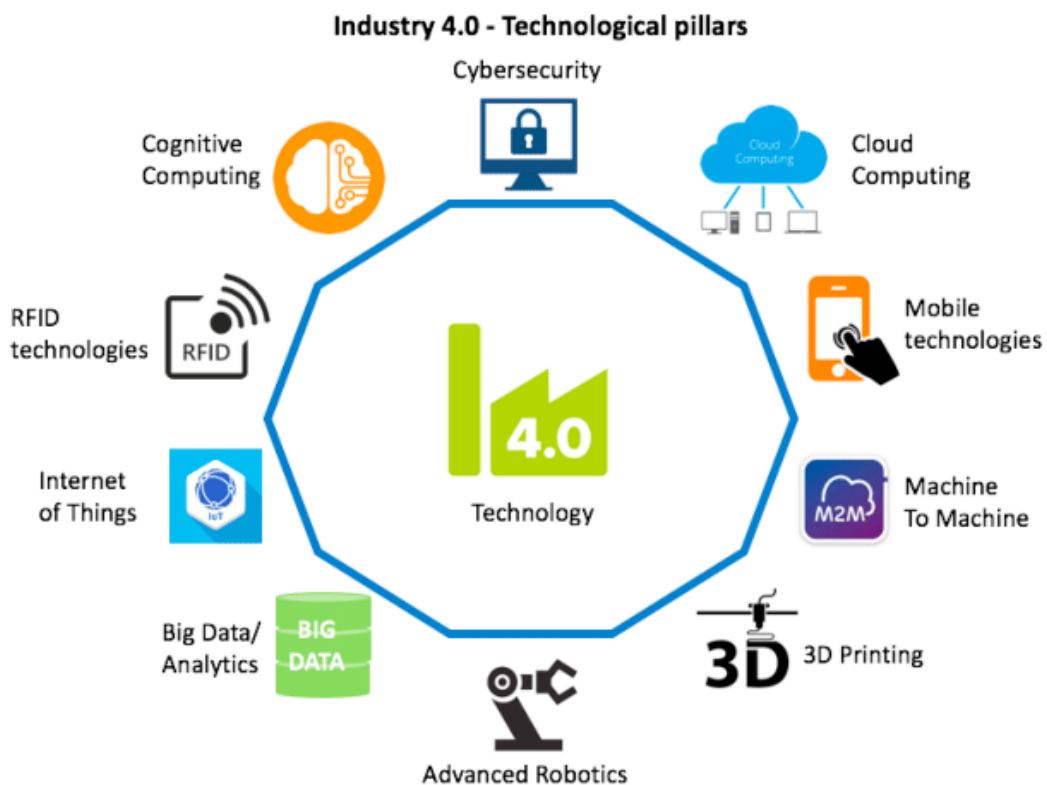 Industry 4.0 - Technological pillars
Cybersecurity
Cognitive
Computing
Cloud
Computing
Cloud
Computing
RFID
technologies
RFID
Mobile
technologies
4.0
Technology
Internet
of Things
IoT
M2M
Machine
To Machine
Big Data/
Analytics
BIG
DATA
3D
3D Printing
Advanced Robotics